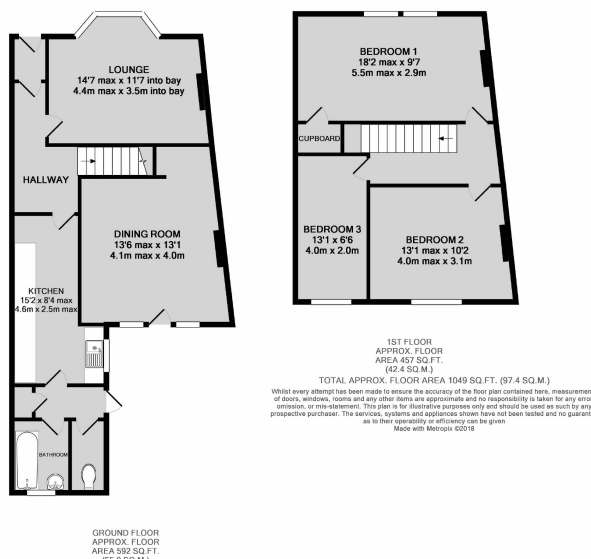 LOUNGE
14'7 max x 11'7 into bay
4.4m max x 3.5m into bay
HALLWAY
DINING ROOM
13'6 max x 13'1
4.1m max x 4.0m
KITCHEN
15'2 x 8'4 max
4.6m x 2.5m max
BATHROOM
GROUND FLOOR
APPROX. FLOOR
AREA 592 SQ.FT.
BEDROOM 1
18'2 max x 9'7
5.5m max x 2.9m
CUPBOARD
BEDROOM 3
13'1 x 6'6
4.0m x 2.0m
BEDROOM 2
13'1 max x 10'2
4.0m max x 3.1m
1ST FLOOR
APPROX. FLOOR
AREA 457 SQ.FT.
(42.4 SQ.M.)
TOTAL APPROX. FLOOR AREA 1049 SQ.FT. (97.4 SQ.M.)
Whilst every attempt has been made to ensure the accuracy of the floor plan contained here, measuremen
of doors, windows, rooms and any other items are approximate and no responsibility is taken for any erro
omission, or mis-statement. This plan is for illustrative purposes only and should be used as such by any
prospective purchaser. The services, systems and appliances shown have not been tested and no guarant
as to their operability or efficiency can be given
Made with Metropix ©2018